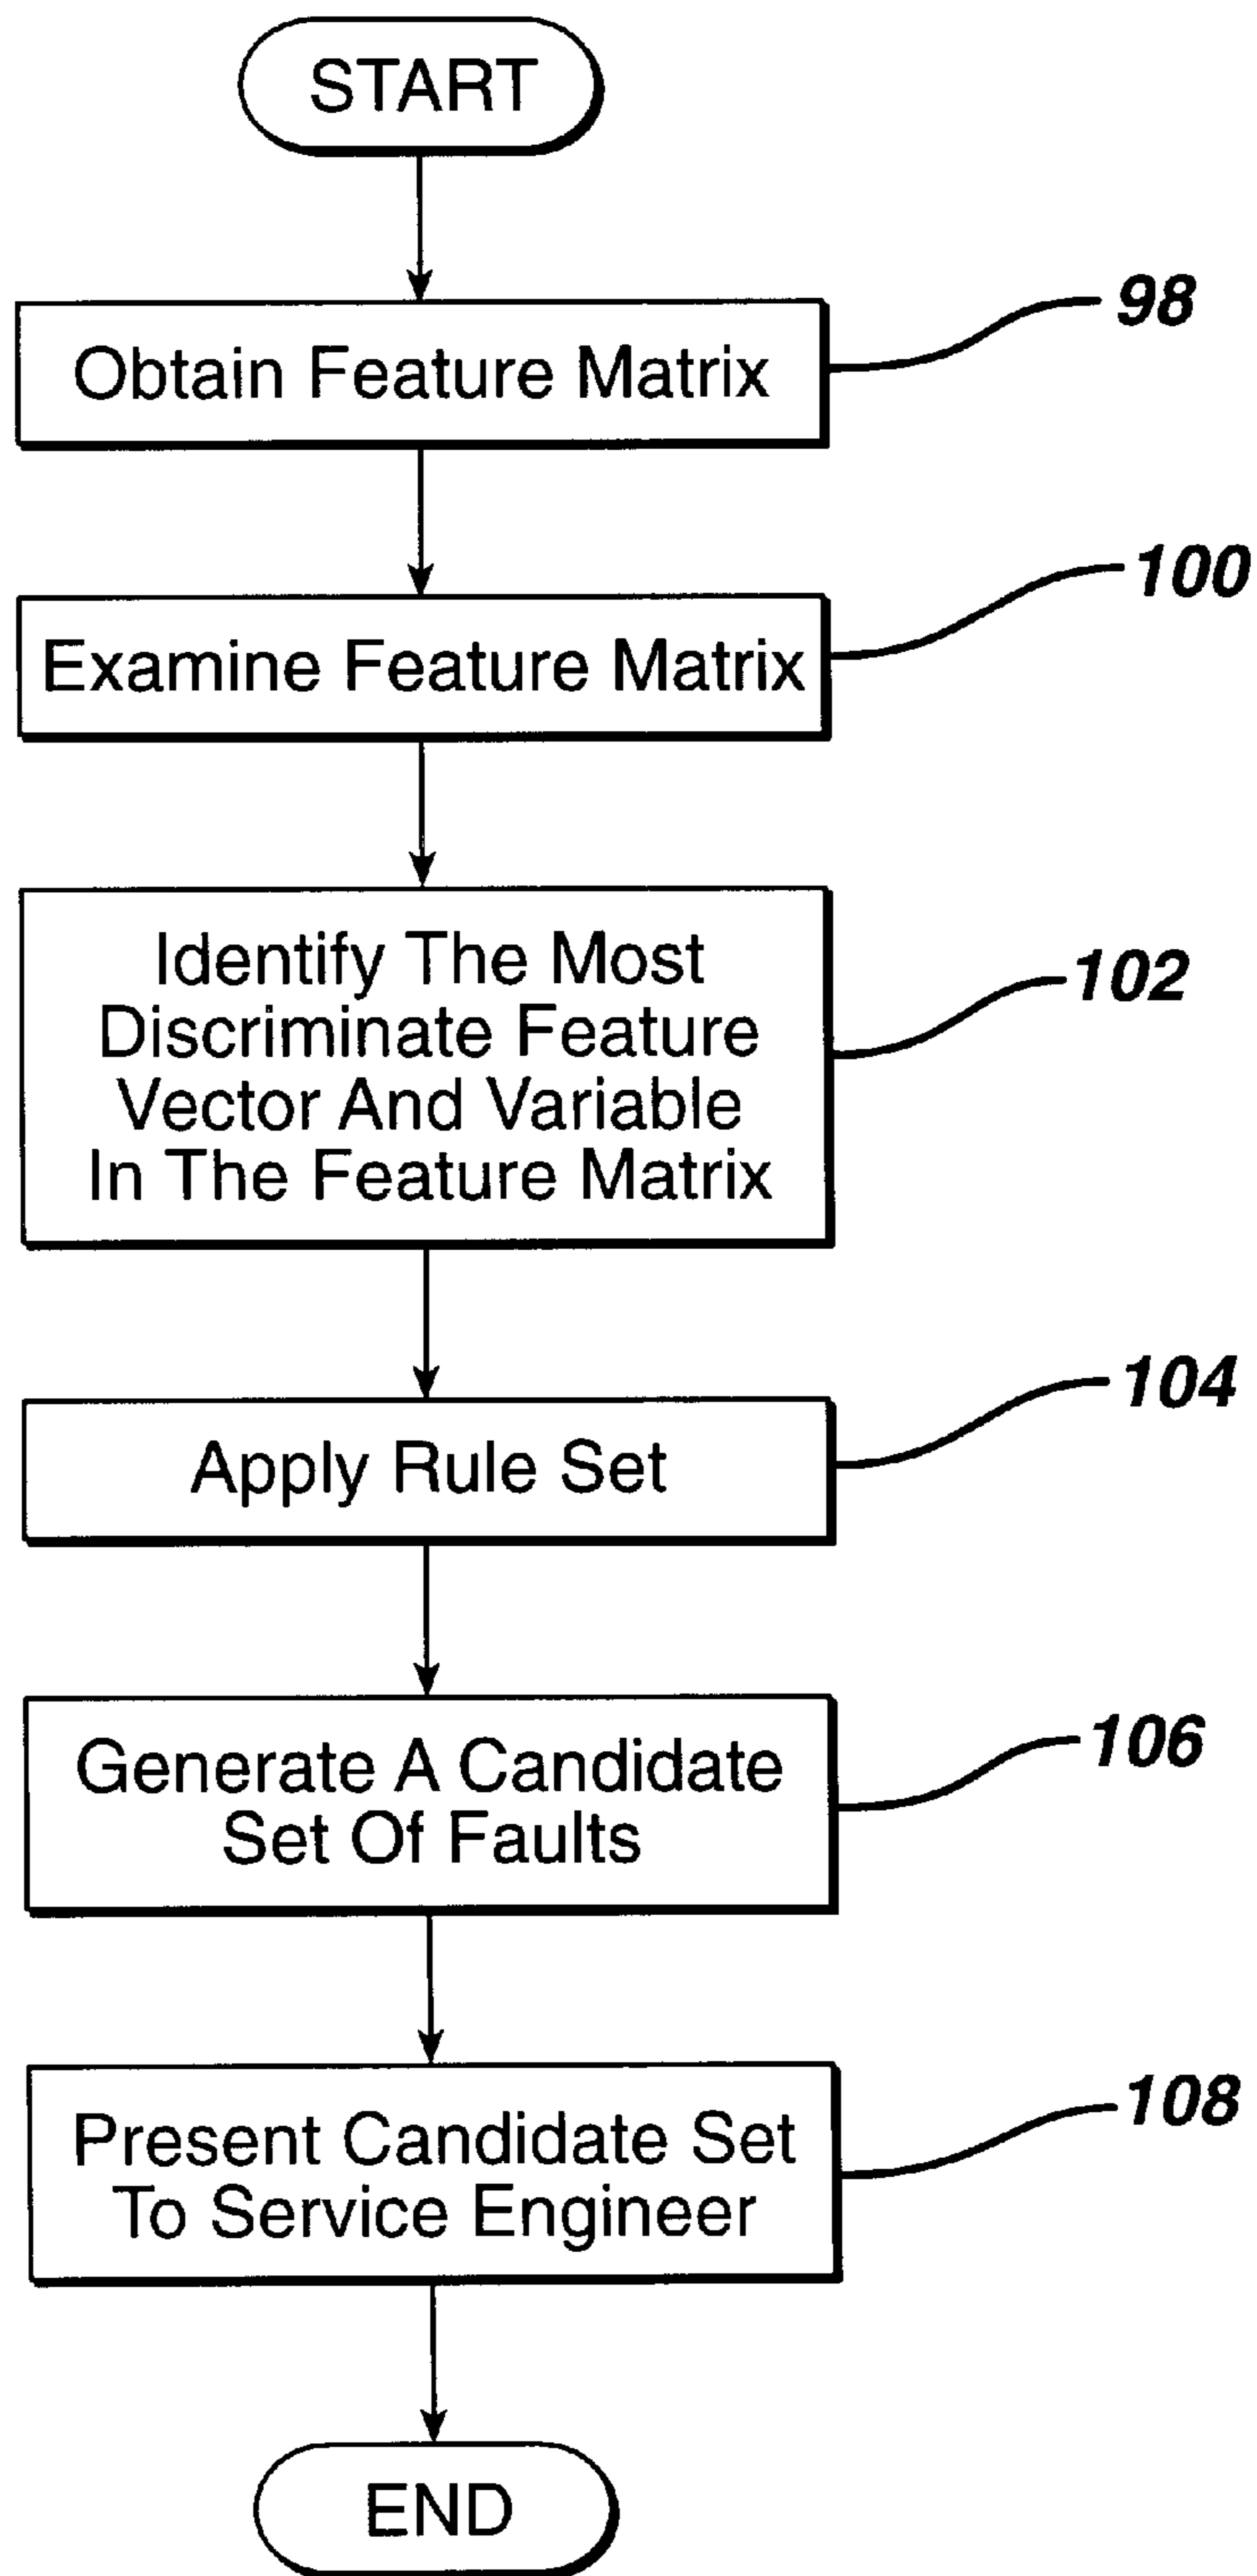 START
Obtain Feature Matrix
98
Examine Feature Matrix
100
Identify The Most
Discriminate Feature
Vector And Variable
In The Feature Matrix
102
Apply Rule Set
104
Generate A Candidate
Set Of Faults
106
Present Candidate Set
To Service Engineer
108
END